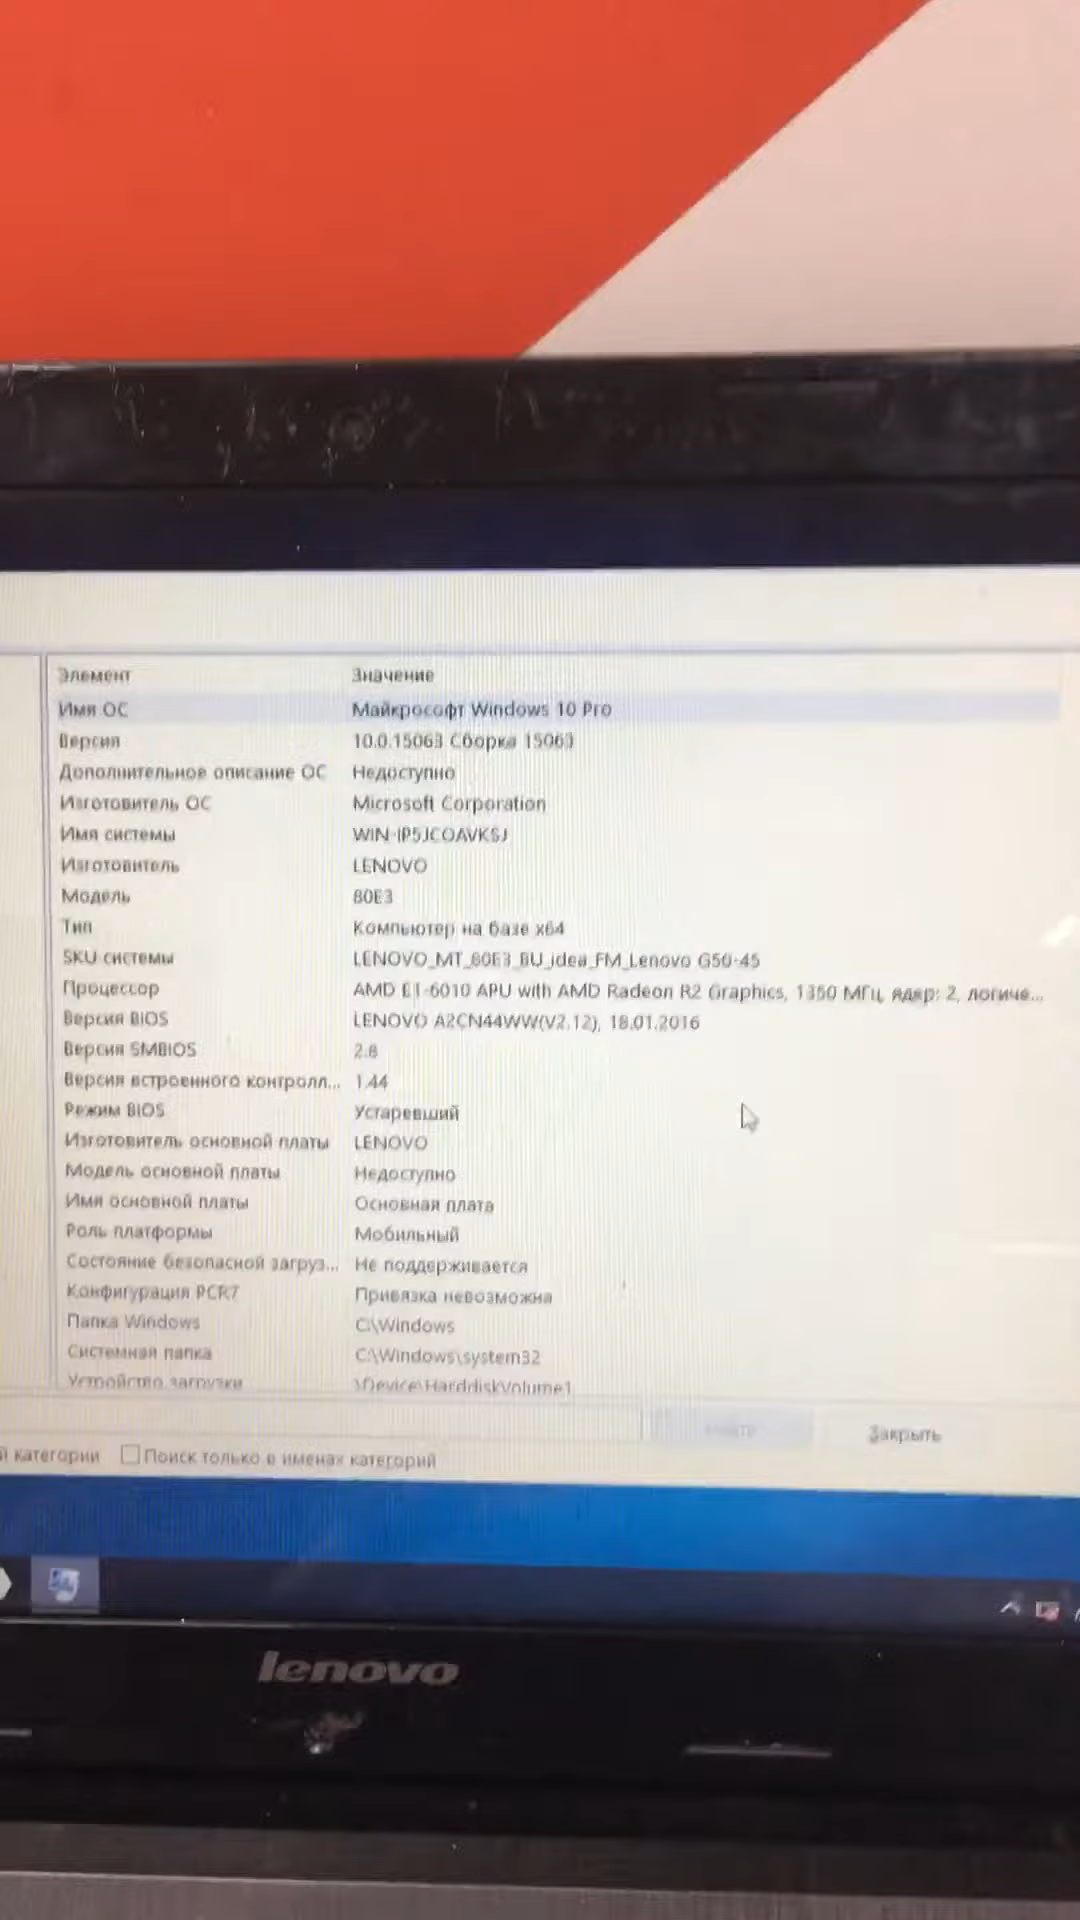 Элемент Значение
Имя ОС Майкрософт Windows 10 Pro
Версия 10.0.15063 Сборка 15063
Дополнительное описание ОС Недоступно
Изготовитель ОС Microsoft Corporation
Имя системы WIN-IP5JCOAVKSJ
Изготовитель LENOVO
Модель 80E3
Тип Компьютер на базе x64
SKU системы LENOVO_MT_80E3_BU_idea_FM_Lenovo G50-45
Процессор AMD E1-6010 APU with AMD Radeon R2 Graphics, 1350 МГц, ядер: 2, логиче...
Версия BIOS LENOVO A2CN44WW(V2.12), 18.01.2016
Версия SMBIOS 2.8
Версия встроенного контролл... 1.44
Режим BIOS Устаревший
Изготовитель основной платы LENOVO
Модель основной платы Недоступно
Имя основной платы Основная плата
Роль платформы Мобильный
Состояние безопасной загруз... Не поддерживается
Конфигурация PCR7 Привязка невозможна
Папка Windows C:\Windows
Системная папка C:\Windows\system32
Устройство загрузки \Device\HarddiskVolume1
Закрыть
й категории Поиск только в именах категорий
lenovo